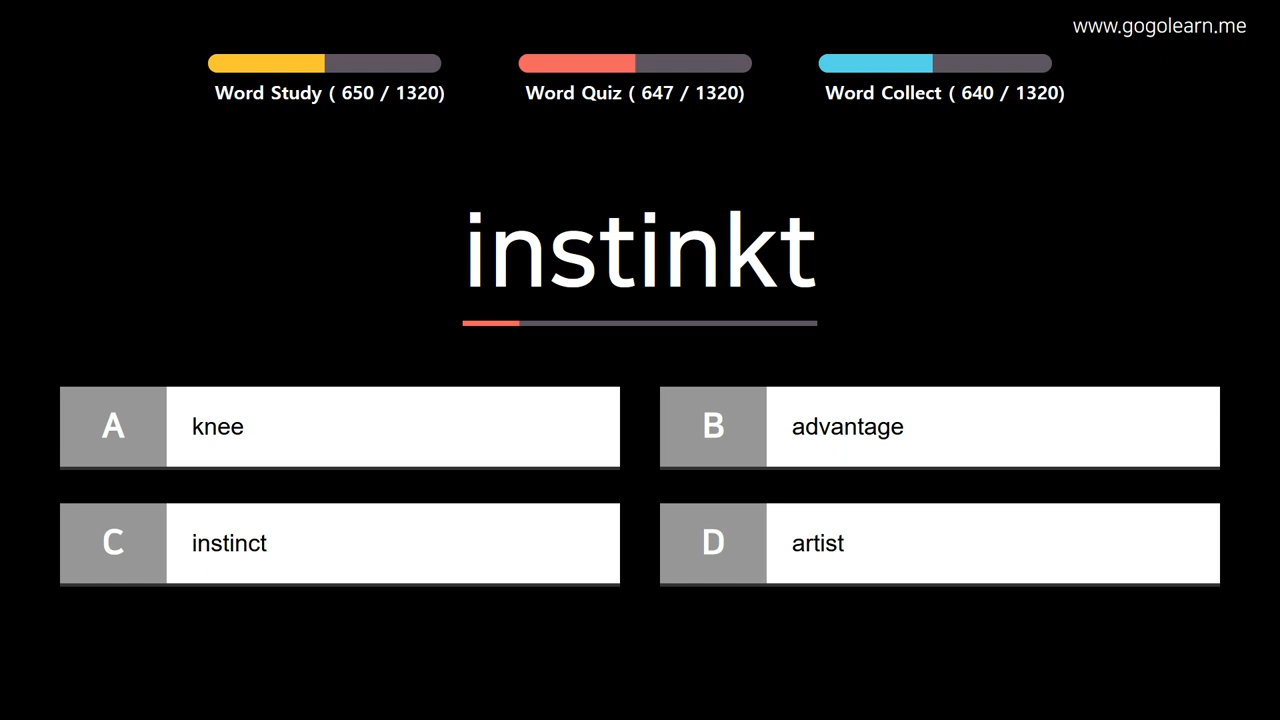 www.gogolearn.me
Word Study ( 650 / 1320)
Word Quiz ( 647 / 1320)
Word Collect ( 640 / 1320)
instinkt
A knee
B advantage
C instinct
D artist